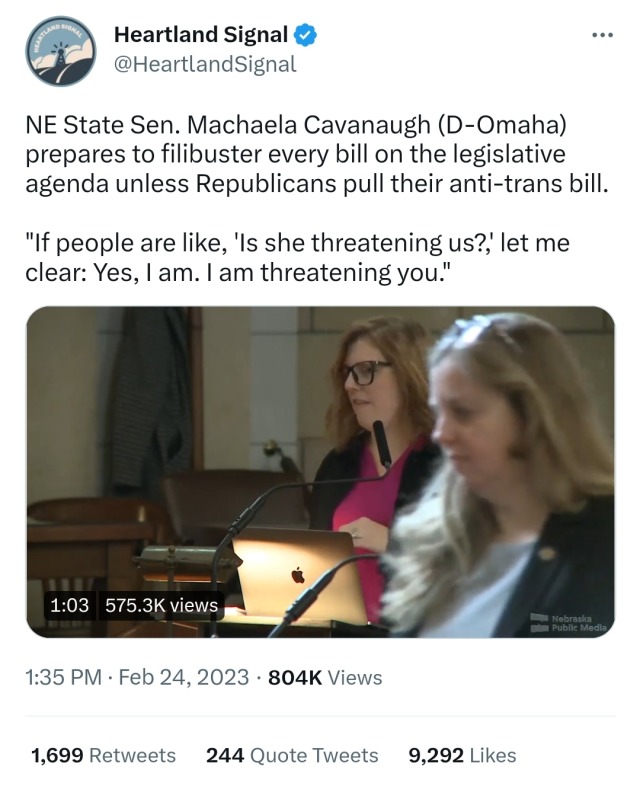 Heartland Signal
@HeartlandSignal
NE State Sen. Machaela Cavanaugh (D-Omaha)
prepares to filibuster every bill on the legislative
agenda unless Republicans pull their anti-trans bill.
"If people are like, 'Is she threatening us?,' let me
clear: Yes, I am. I am threatening you."
1:03 575.3K views
Nebraska
Public Media
1:35 PM · Feb 24, 2023 · 804K Views
1,699 Retweets 244 Quote Tweets 9,292 Likes